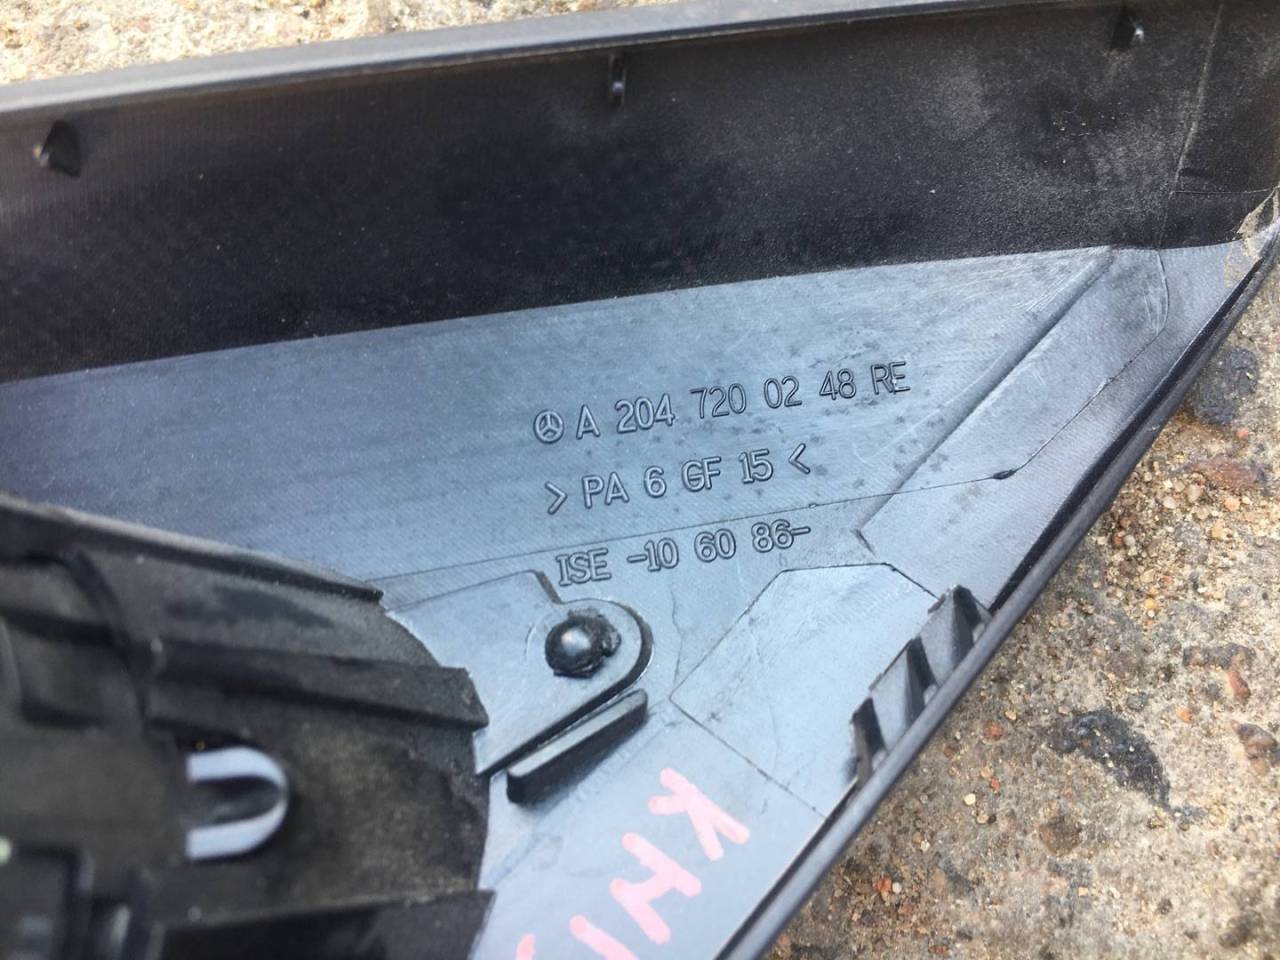 A 204 720 02 48 RE
> PA 6 GF 15 <
ISE -10 60 86-